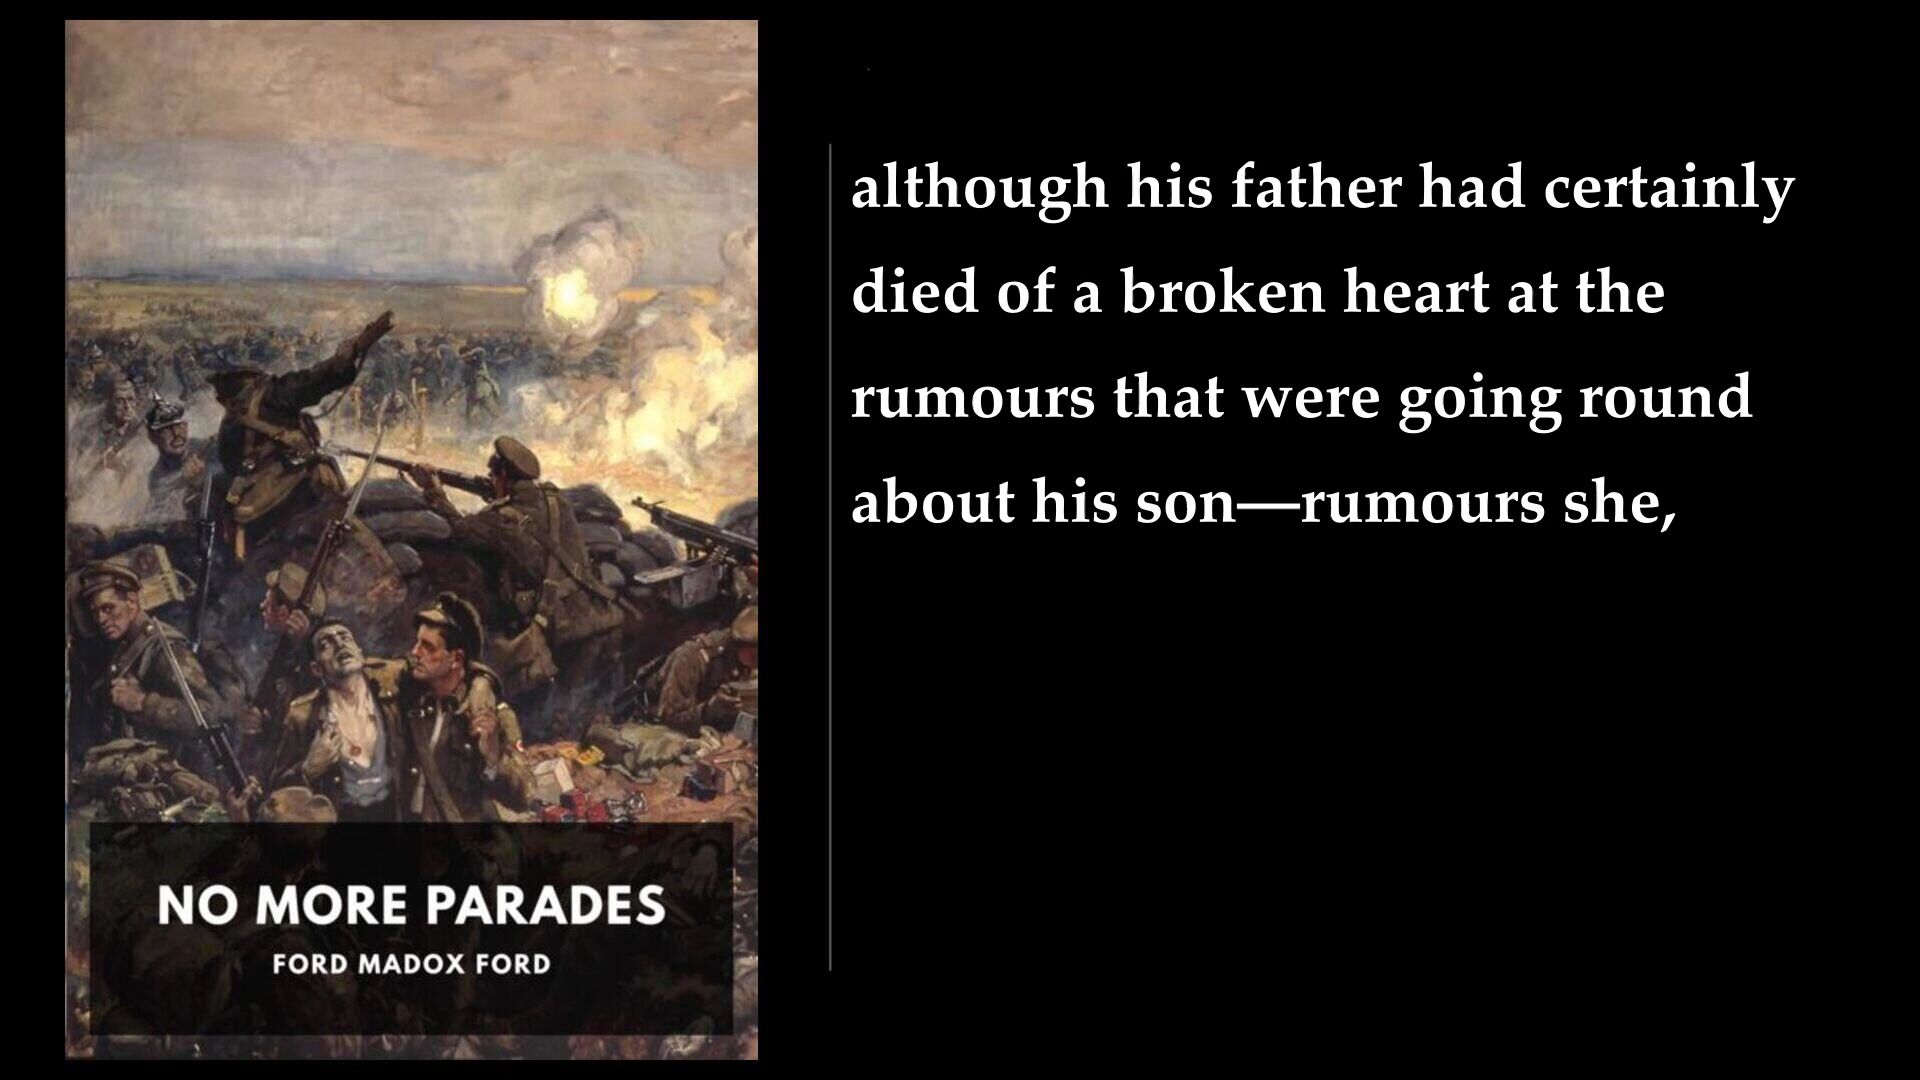 although his father had certainly
died of a broken heart at the
rumours that were going round
about his son—rumours she,
NO MORE PARADES
FORD MADOX FORD